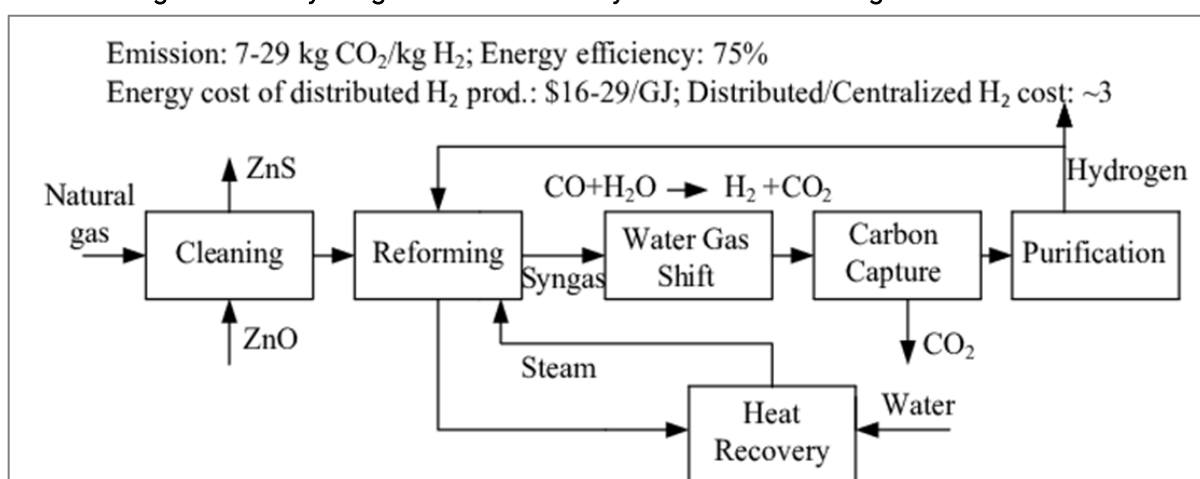 Emission: 7-29 kg CO₂/kg H₂; Energy efficiency: 75%
Energy cost of distributed H₂ prod.: $16-29/GJ; Distributed/Centralized H₂ cost: ~3
ZnS
Hydrogen
Natural
gas
CO+H₂O → H₂ +CO₂
Cleaning
Reforming
Syngas
Water Gas
Shift
Carbon
Capture
Purification
ZnO
Steam
CO₂
Heat
Recovery
Water